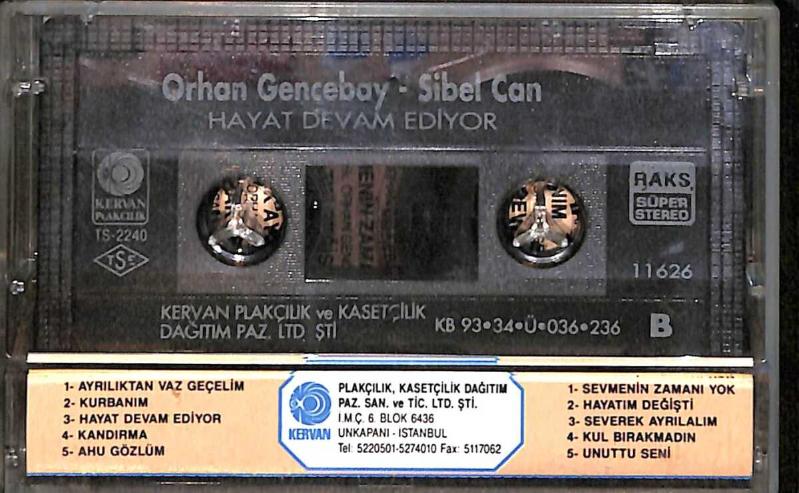 Orhan Gencebay - Sibel Can
HAYAT DEVAM EDİYOR
KERVAN
PLAKÇILIK
TS-2240
TSE
RAKS
SÜPER
STEREO
11626
KERVAN PLAKÇILIK ve KASETÇİLİK
DAĞITIM PAZ. LTD ŞTİ
KB 93•34•Ü•036•236
B
1- AYRILIKTAN VAZ GEÇELİM
2- KURBANIM
3- HAYAT DEVAM EDİYOR
4- KANDIRMA
5- AHU GÖZLÜM
KERVAN
PLAKÇILIK, KASETÇİLİK DAĞITIM
PAZ. SAN. ve TİC. LTD. ŞTİ.
İ.M.Ç. 6. BLOK 6436
UNKAPANI - İSTANBUL
Tel: 5220501-5274010 Fax: 5117062
1- SEVMENİN ZAMANI YOK
2- HAYATIM DEĞİŞTİ
3- SEVEREK AYRILALIM
4- KUL BIRAKMADIN
5- UNUTTU SENİ